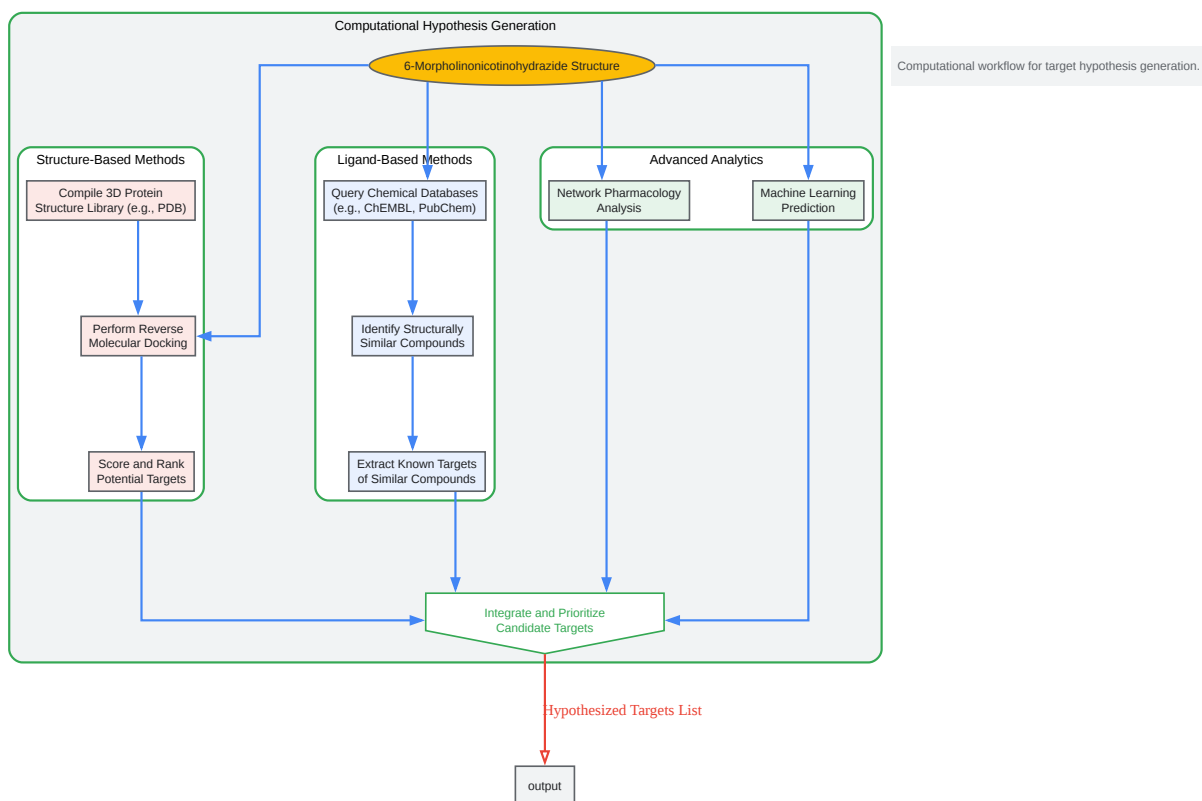 Computational Hypothesis Generation
6-Morpholinonicotinohydrazide Structure
Computational workflow for target hypothesis generation.
Structure-Based Methods
Compile 3D Protein
Structure Library (e.g., PDB)
Perform Reverse
Molecular Docking
Score and Rank
Potential Targets
Ligand-Based Methods
Query Chemical Databases
(e.g., ChEMBL, PubChem)
Identify Structurally
Similar Compounds
Extract Known Targets
of Similar Compounds
Advanced Analytics
Network Pharmacology
Analysis
Machine Learning
Prediction
Integrate and Prioritize
Candidate Targets
Hypothesized Targets List
output